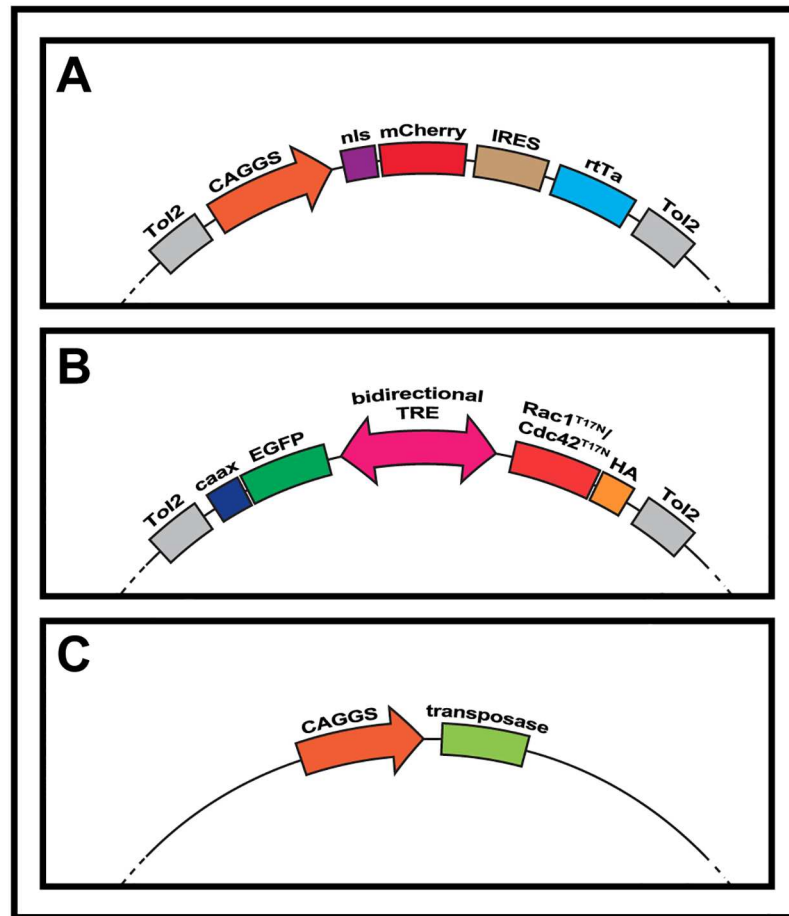 A
Tol2
CAGGS
nls
mCherry
IRES
rtTa
Tol2
B
Tol2
caax
EGFP
bidirectional
TRE
Rac1ᵀ¹⁷ᴺ/
Cdc42ᵀ¹⁷ᴺ
HA
Tol2
C
CAGGS
transposase